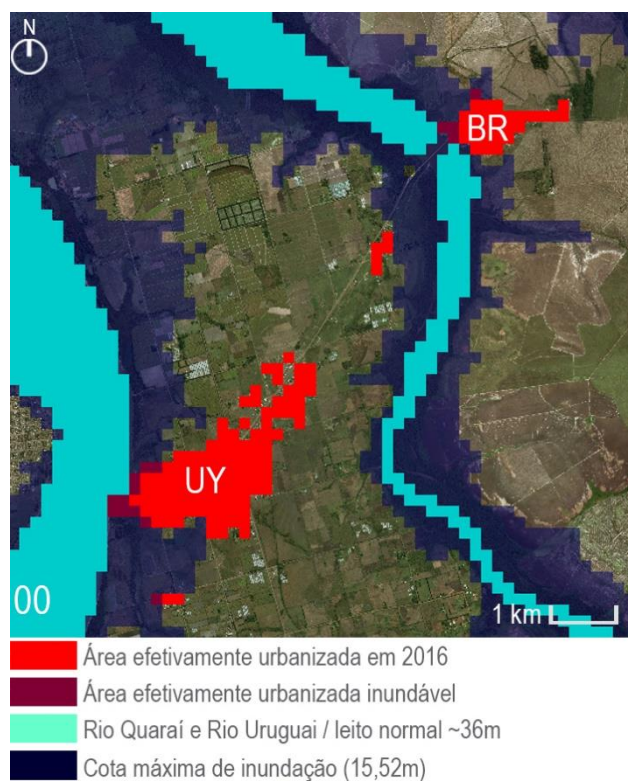 N
BR
UY
00
1 km
Área efetivamente urbanizada em 2016
Área efetivamente urbanizada inundável
Rio Quaraí e Rio Uruguai / leito normal ~36m
Cota máxima de inundação (15,52m)